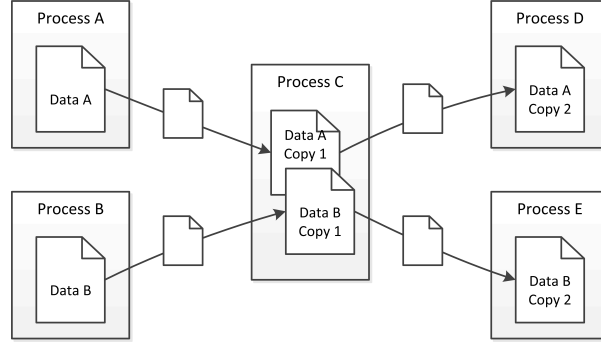 Process A
Data A
Process B
Data B
Process C
Data A
Copy 1
Data B
Copy 1
Process D
Data A
Copy 2
Process E
Data B
Copy 2